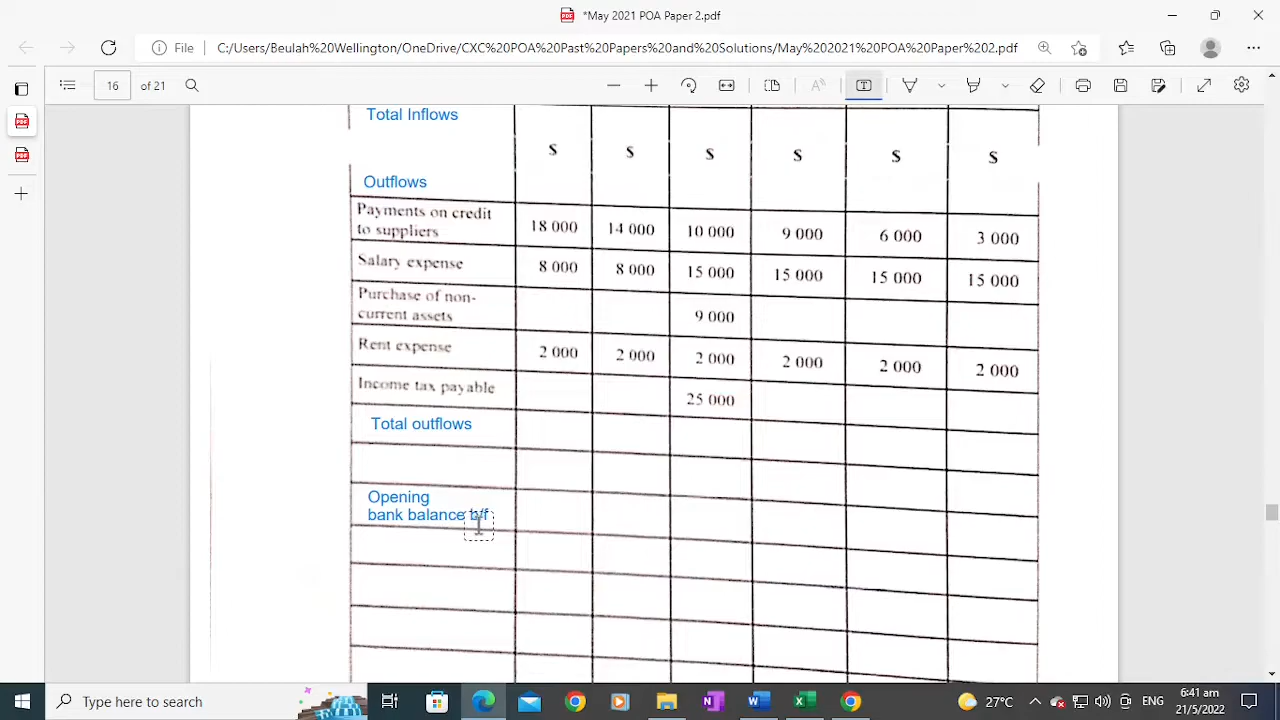 *May 2021 POA Paper 2.pdf
File C:/Users/Beulah%20Wellington/OneDrive/CXC%20POA%20Past%20Papers%20and%20Solutions/May%202021%20POA%20Paper%202.pdf
16 of 21
Total Inflows
S S S S S S
Outflows
Payments on credit
to suppliers 18 000 14 000 10 000 9 000 6 000 3 000
Salary expense 8 000 8 000 15 000 15 000 15 000 15 000
Purchase of non-
current assets 9 000
Rent expense 2 000 2 000 2 000 2 000 2 000 2 000
Income tax payable 25 000
Total outflows
Opening
bank balance b/f
Type here to search 27°C ENG 6:41 am
21/5/2022